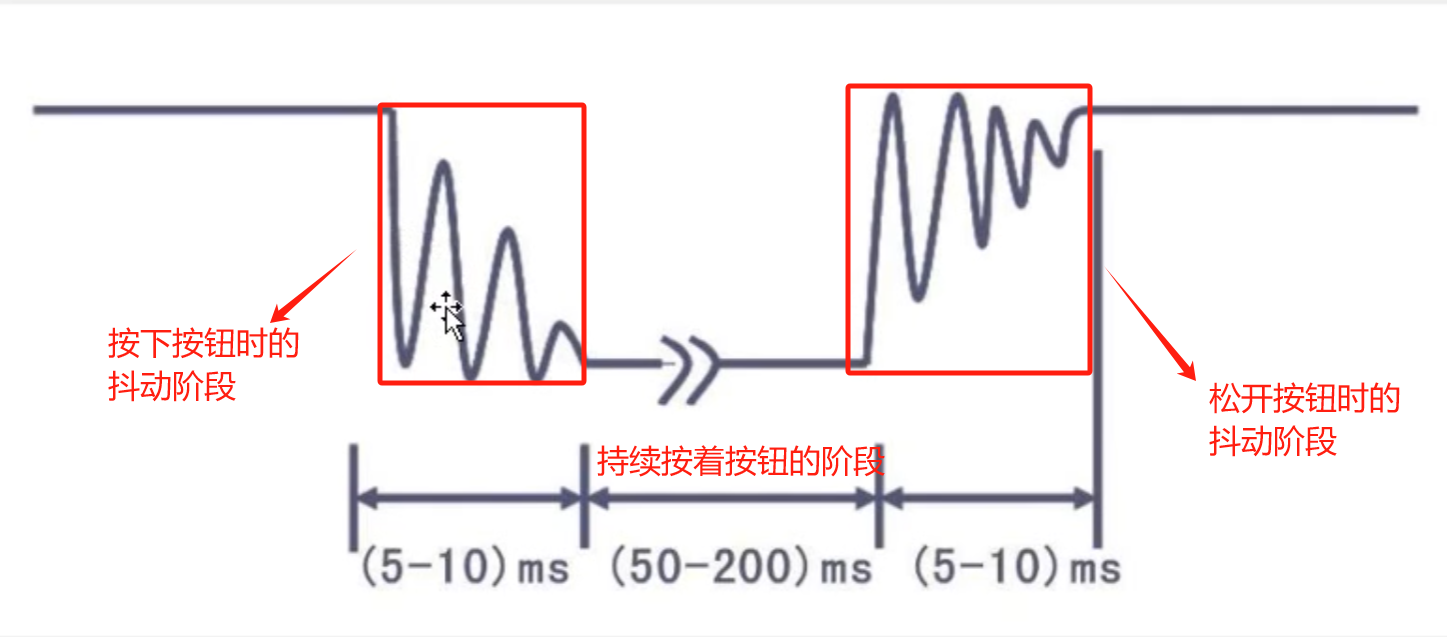 按下按钮时的
抖动阶段
松开按钮时的
抖动阶段
持续按着按钮的阶段
(5-10)ms
(50-200)ms
(5-10)ms